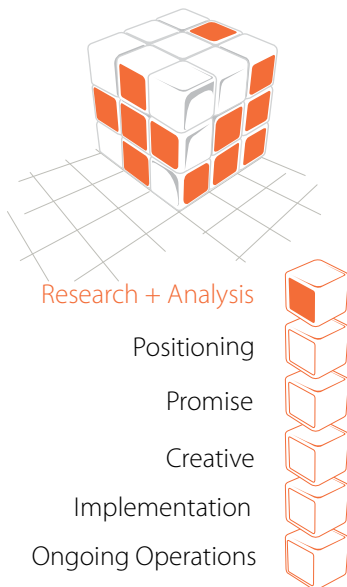 Research + Analysis
Positioning
Promise
Creative
Implementation
Ongoing Operations